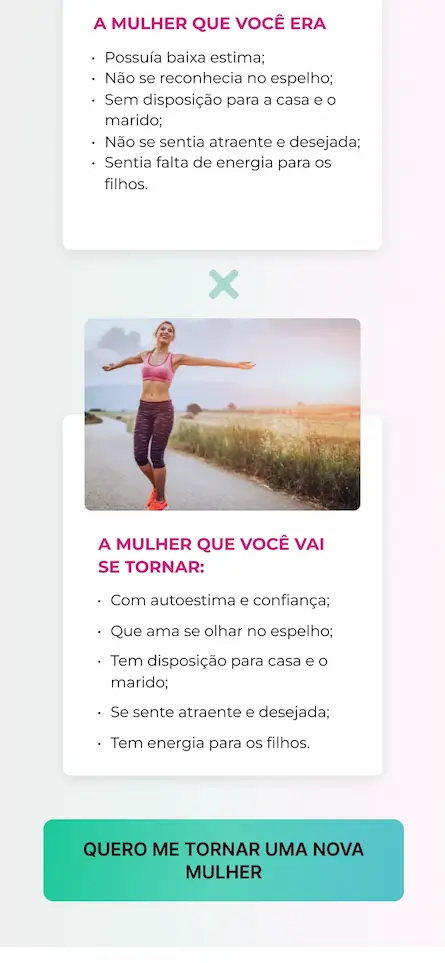 A MULHER QUE VOCÊ ERA
• Possuía baixa estima;
• Não se reconhecia no espelho;
• Sem disposição para a casa e o
marido;
• Não se sentia atraente e desejada;
• Sentia falta de energia para os
filhos.
A MULHER QUE VOCÊ VAI
SE TORNAR:
• Com autoestima e confiança;
• Que ama se olhar no espelho;
• Tem disposição para casa e o
marido;
• Se sente atraente e desejada;
• Tem energia para os filhos.
QUERO ME TORNAR UMA NOVA
MULHER